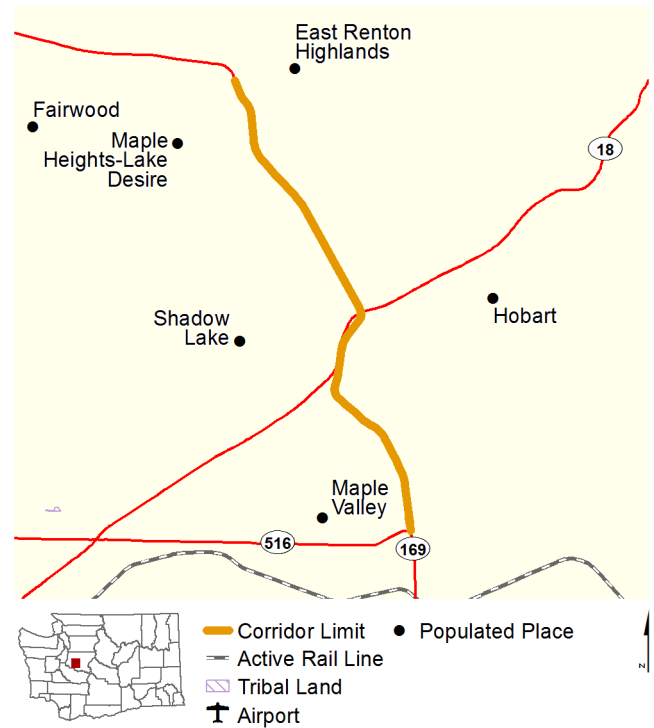 East Renton
Highlands
Fairwood
Maple
Heights-Lake
Desire
18
Hobart
Shadow
Lake
Maple
Valley
516
169
Corridor Limit
Populated Place
Active Rail Line
Tribal Land
Airport
N